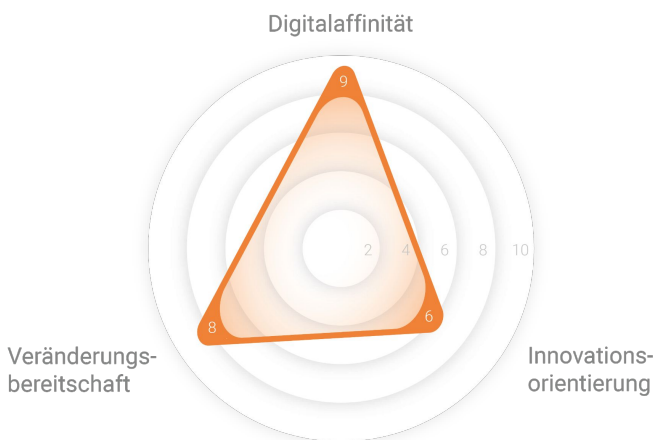 Digitalaffinität
9
2 4 6 8 10
8
6
Veränderungs-
bereitschaft
Innovations-
orientierung